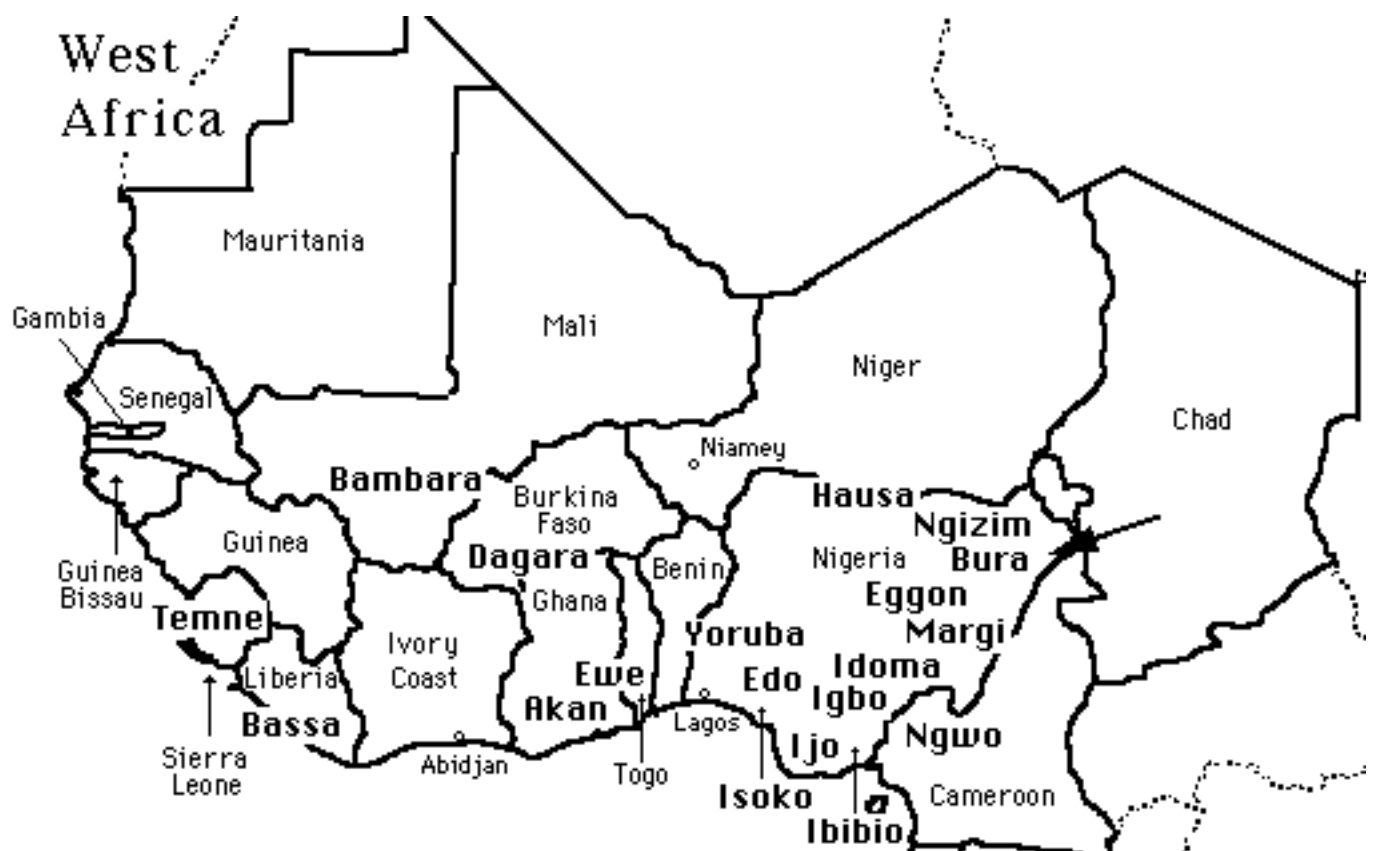 West
Africa
Mauritania
Gambia
Mali
Niger
Senegal
Chad
Niamey
Bambara
Burkina
Faso
Hausa
Ngizim
Guinea
Nigeria
Bura
Dagara
Benin
Guinea
Bissau
Ghana
Eggon
Temne
Margi
Yoruba
Ivory
Coast
Liberia
Ewe
Edo
Idoma
Igbo
Akan
Bassa
Lagos
Ijo
Ngwo
Sierra
Leone
Abidjan
Togo
Isoko
Cameroon
Ibibio